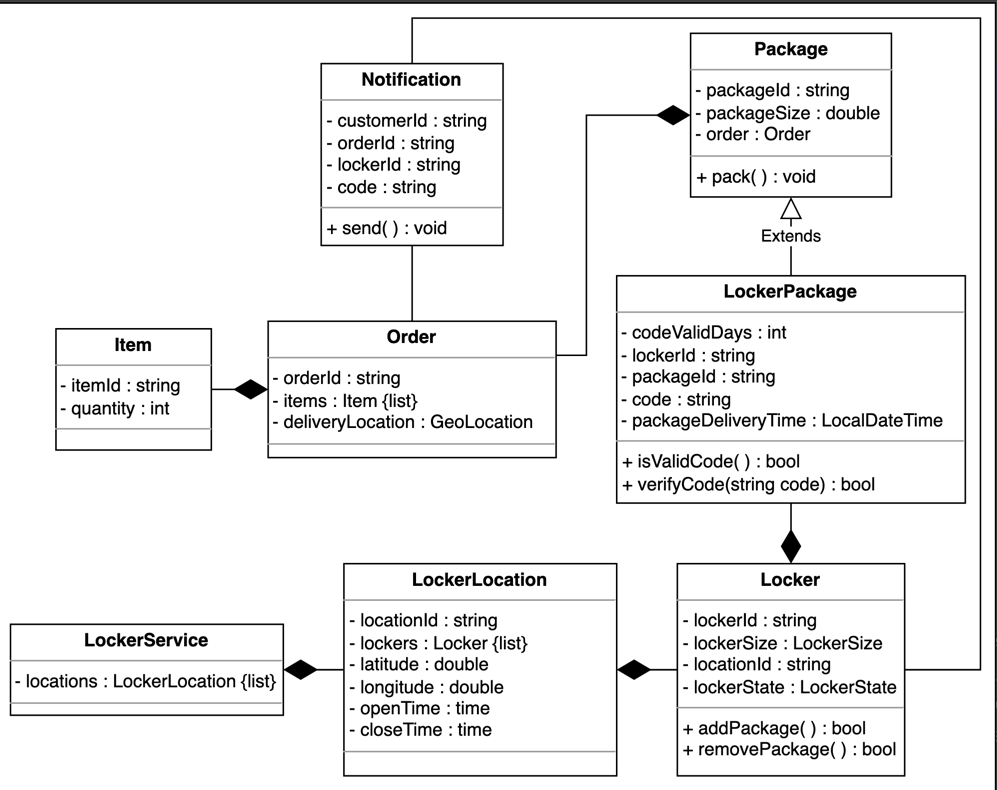 Notification
- customerId : string
- orderId : string
- lockerId : string
- code : string
+ send( ) : void
Package
- packageId : string
- packageSize : double
- order : Order
+ pack( ) : void
Extends
Item
- itemId : string
- quantity : int
Order
- orderId : string
- items : Item {list}
- deliveryLocation : GeoLocation
LockerPackage
- codeValidDays : int
- lockerId : string
- packageId : string
- code : string
- packageDeliveryTime : LocalDateTime
+ isValidCode( ) : bool
+ verifyCode(string code) : bool
LockerService
- locations : LockerLocation {list}
LockerLocation
- locationId : string
- lockers : Locker {list}
- latitude : double
- longitude : double
- openTime : time
- closeTime : time
Locker
- lockerId : string
- lockerSize : LockerSize
- locationId : string
- lockerState : LockerState
+ addPackage( ) : bool
+ removePackage( ) : bool